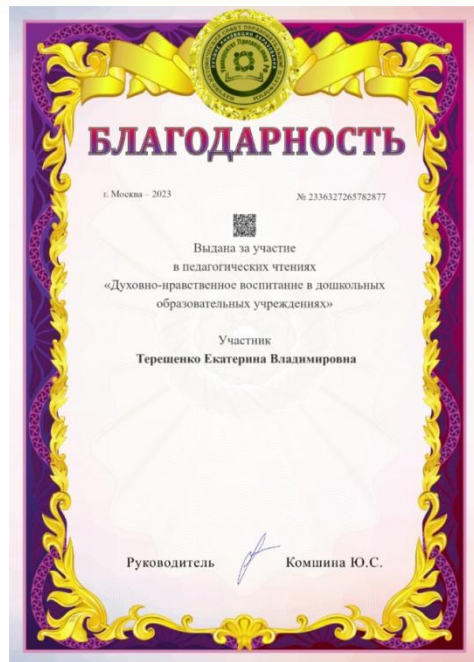 БЛАГОДАРНОСТЬ
г. Москва – 2023
№ 2336327265782877
Выдана за участие
в педагогических чтениях
«Духовно-нравственное воспитание в дошкольных
образовательных учреждениях»
Участник
Терещенко Екатерина Владимировна
Руководитель Комшина Ю.С.